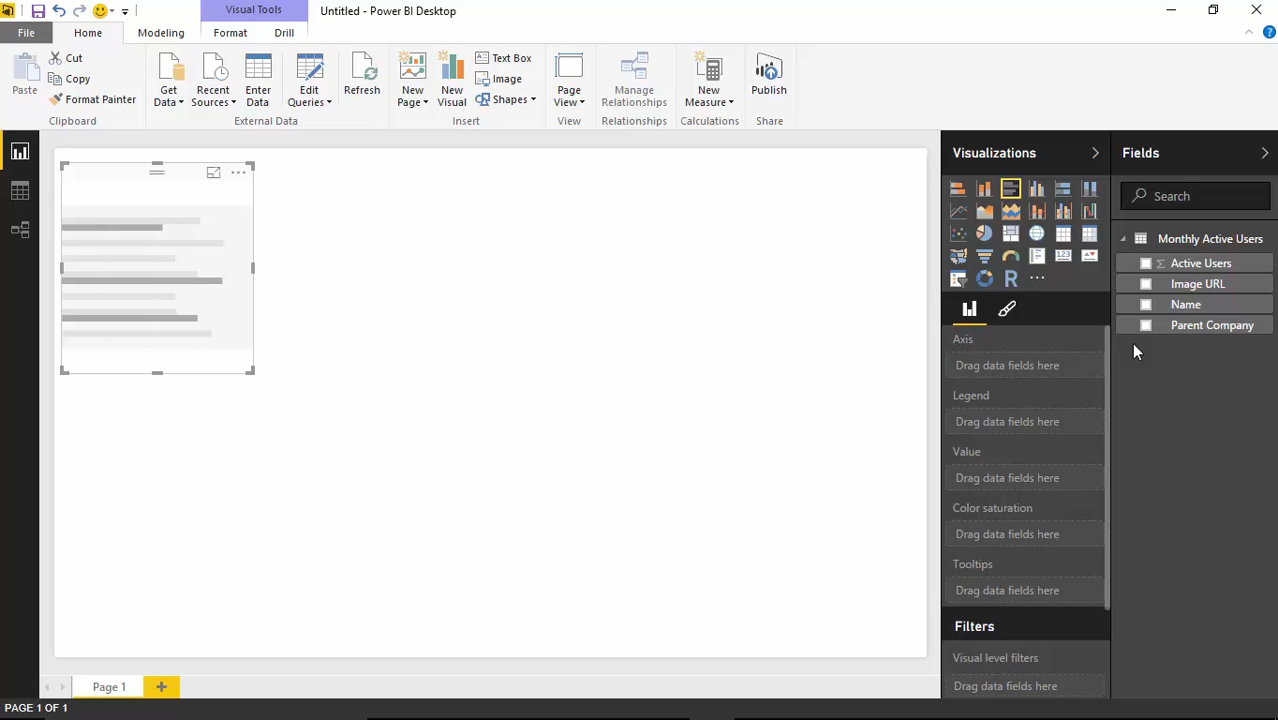 Visual Tools
Untitled - Power BI Desktop
File
Home
Modeling
Format
Drill
Paste
Cut
Copy
Format Painter
Clipboard
Get Data
Recent Sources
Enter Data
Edit Queries
Refresh
External Data
New Page
New Visual
Text Box
Image
Shapes
Insert
Page View
View
Manage Relationships
Relationships
New Measure
Calculations
Publish
Share
Visualizations
Fields
Search
Monthly Active Users
Active Users
Image URL
Name
Parent Company
R
123
Axis
Drag data fields here
Legend
Drag data fields here
Value
Drag data fields here
Color saturation
Drag data fields here
Tooltips
Drag data fields here
Filters
Visual level filters
Drag data fields here
Page 1
PAGE 1 OF 1